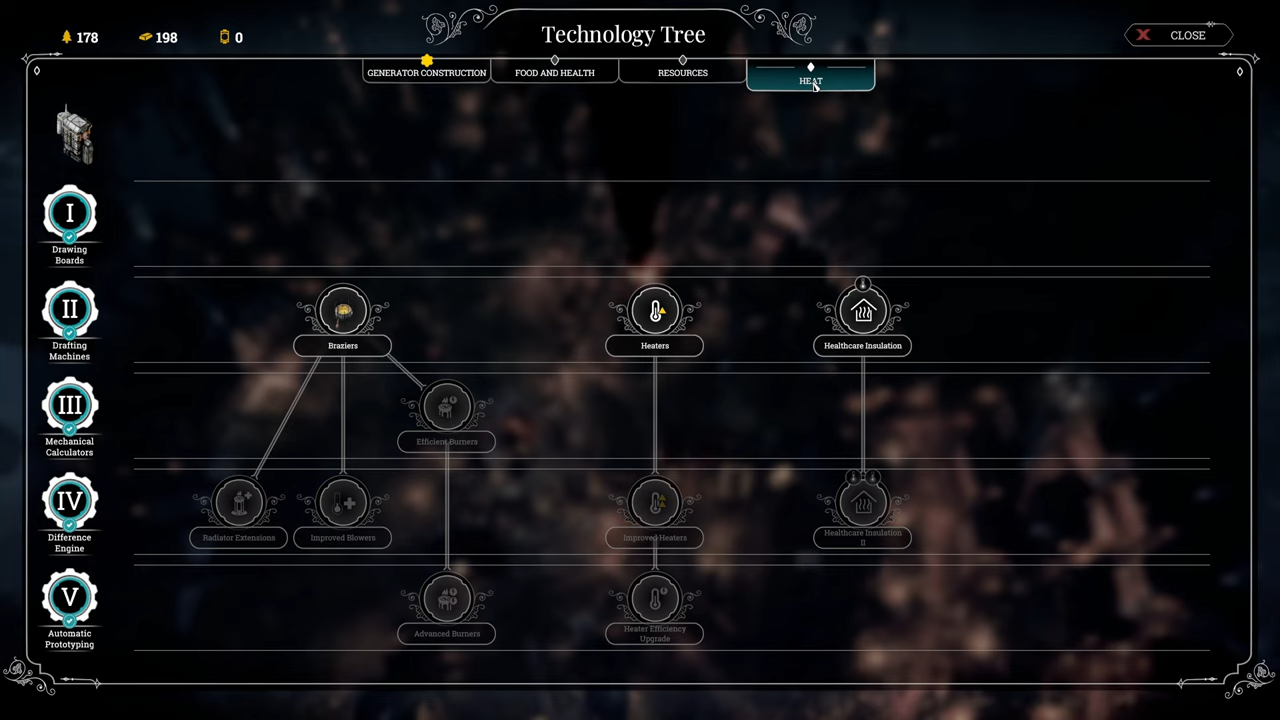 178
198
0
Technology Tree
CLOSE
GENERATOR CONSTRUCTION
FOOD AND HEALTH
RESOURCES
HEAT
I
Drawing
Boards
II
Drafting
Machines
Braziers
Heaters
Healthcare Insulation
III
Mechanical
Calculators
Efficient Burners
IV
Difference
Engine
Radiator Extensions
Improved Blowers
Improved Heaters
Healthcare Insulation
II
V
Automatic
Prototyping
Advanced Burners
Heater Efficiency
Upgrade